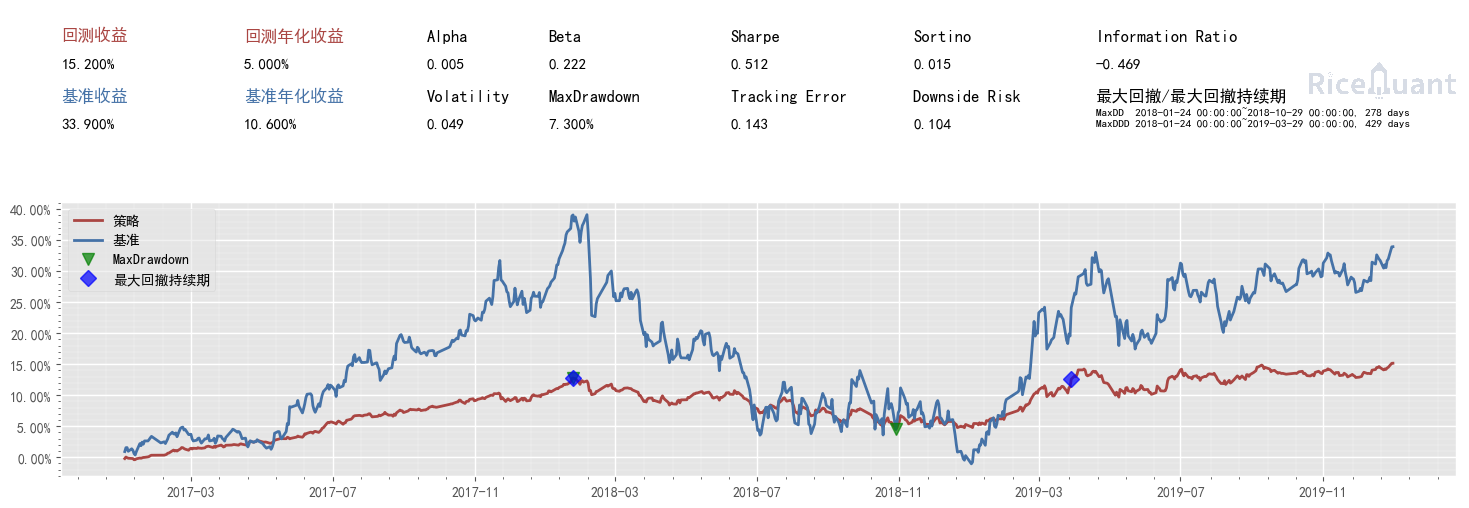 回测收益 回测年化收益 Alpha Beta Sharpe Sortino Information Ratio
15.200% 5.000% 0.005 0.222 0.512 0.015 -0.469
RiceQuant
基准收益 基准年化收益 Volatility MaxDrawdown Tracking Error Downside Risk 最大回撤/最大回撤持续期
33.900% 10.600% 0.049 7.300% 0.143 0.104
MaxDD 2018-01-24 00:00:00~2018-10-29 00:00:00, 278 days
MaxDDD 2018-01-24 00:00:00~2019-03-29 00:00:00, 429 days
40.00%
35.00%
30.00%
25.00%
20.00%
15.00%
10.00%
5.00%
0.00%
策略
基准
MaxDrawdown
最大回撤持续期
2017-03 2017-07 2017-11 2018-03 2018-07 2018-11 2019-03 2019-07 2019-11